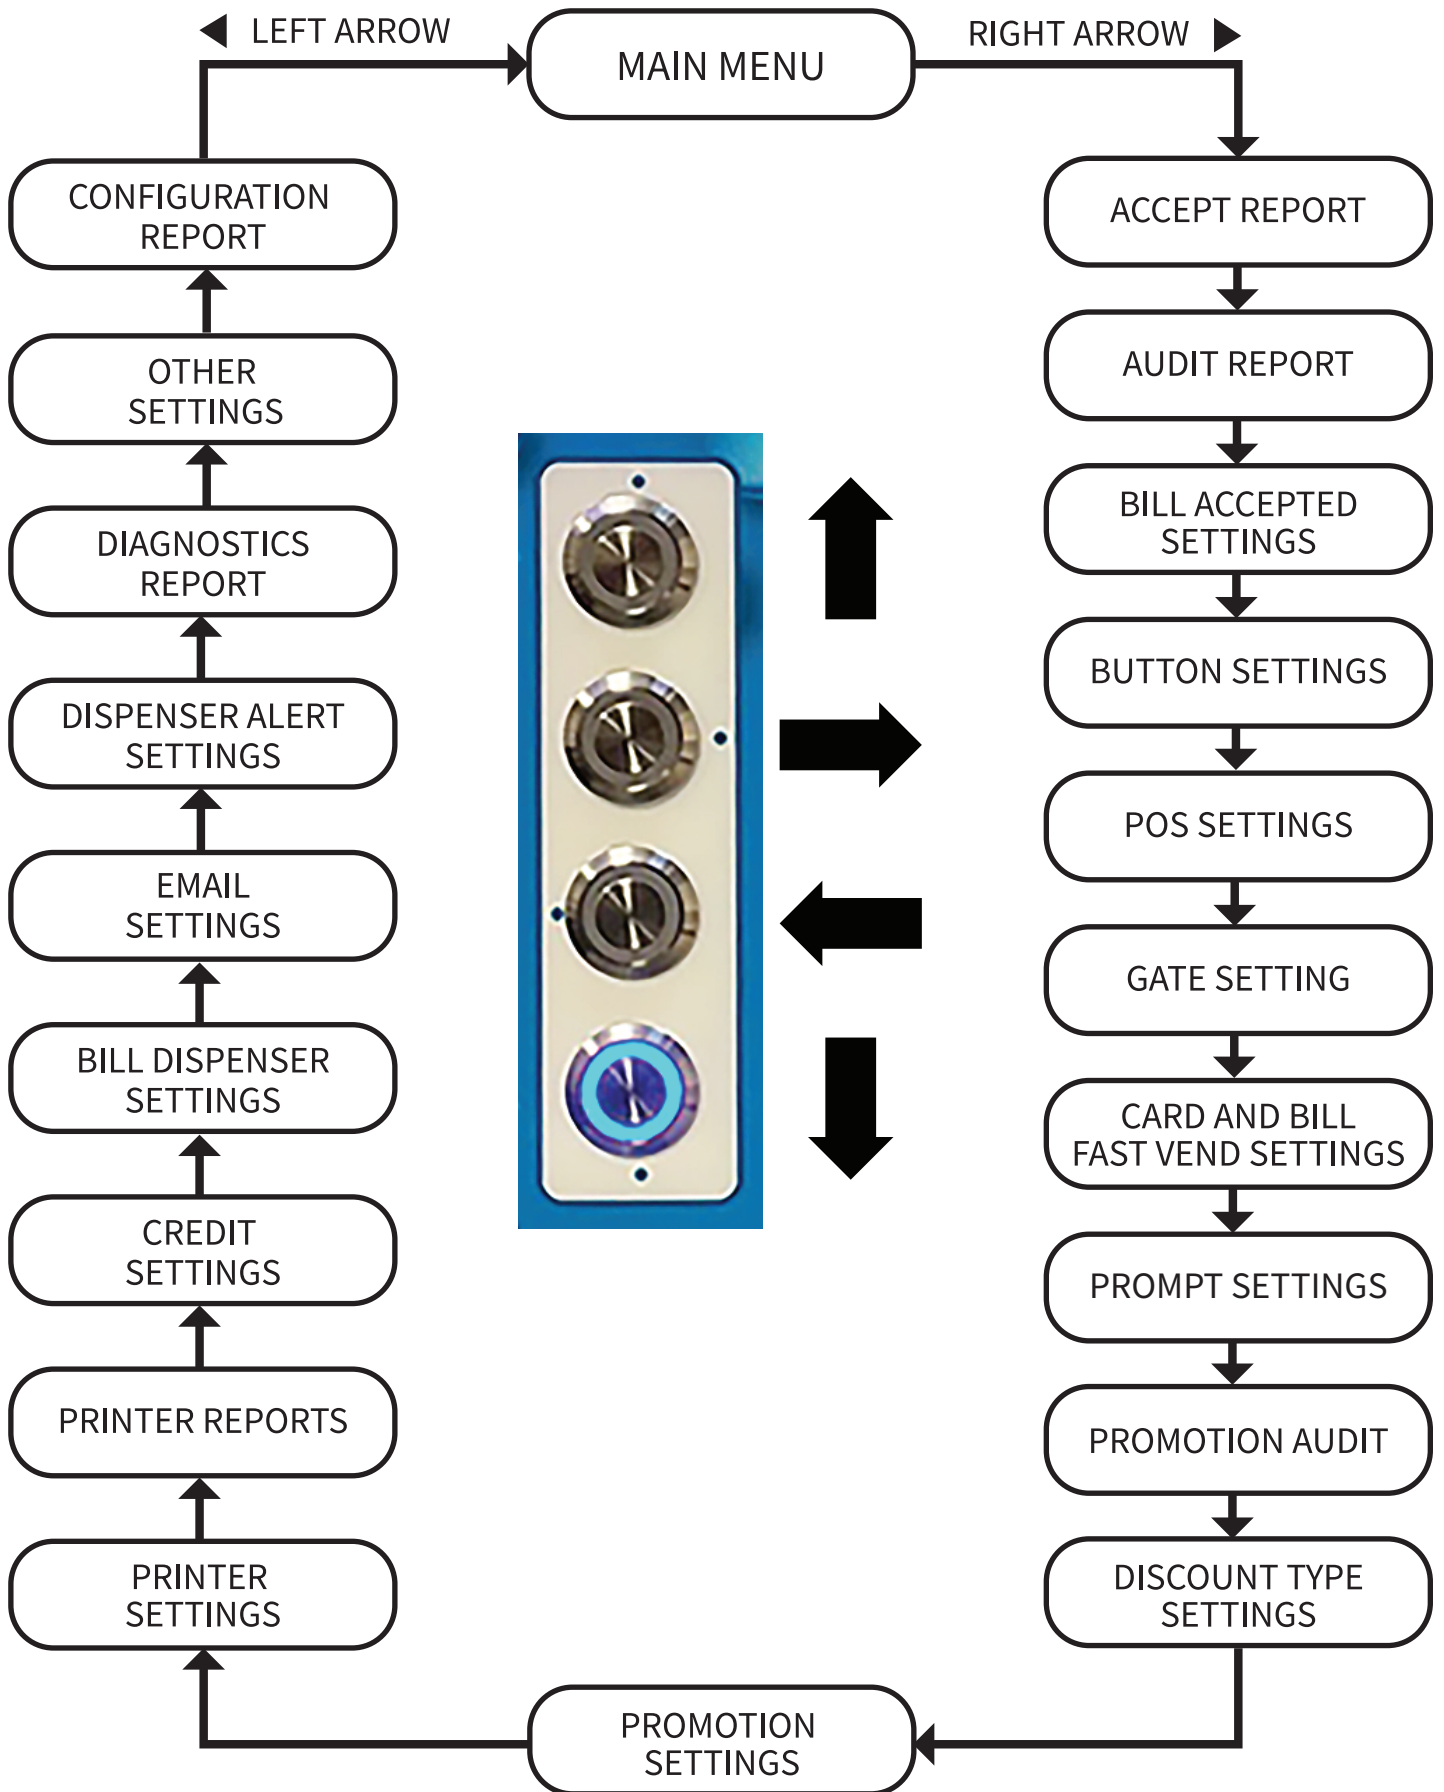 LEFT ARROW
MAIN MENU
RIGHT ARROW
CONFIGURATION
REPORT
OTHER
SETTINGS
DIAGNOSTICS
REPORT
DISPENSER ALERT
SETTINGS
EMAIL
SETTINGS
BILL DISPENSER
SETTINGS
CREDIT
SETTINGS
PRINTER REPORTS
PRINTER
SETTINGS
ACCEPT REPORT
AUDIT REPORT
BILL ACCEPTED
SETTINGS
BUTTON SETTINGS
POS SETTINGS
GATE SETTING
CARD AND BILL
FAST VEND SETTINGS
PROMPT SETTINGS
PROMOTION AUDIT
DISCOUNT TYPE
SETTINGS
PROMOTION
SETTINGS